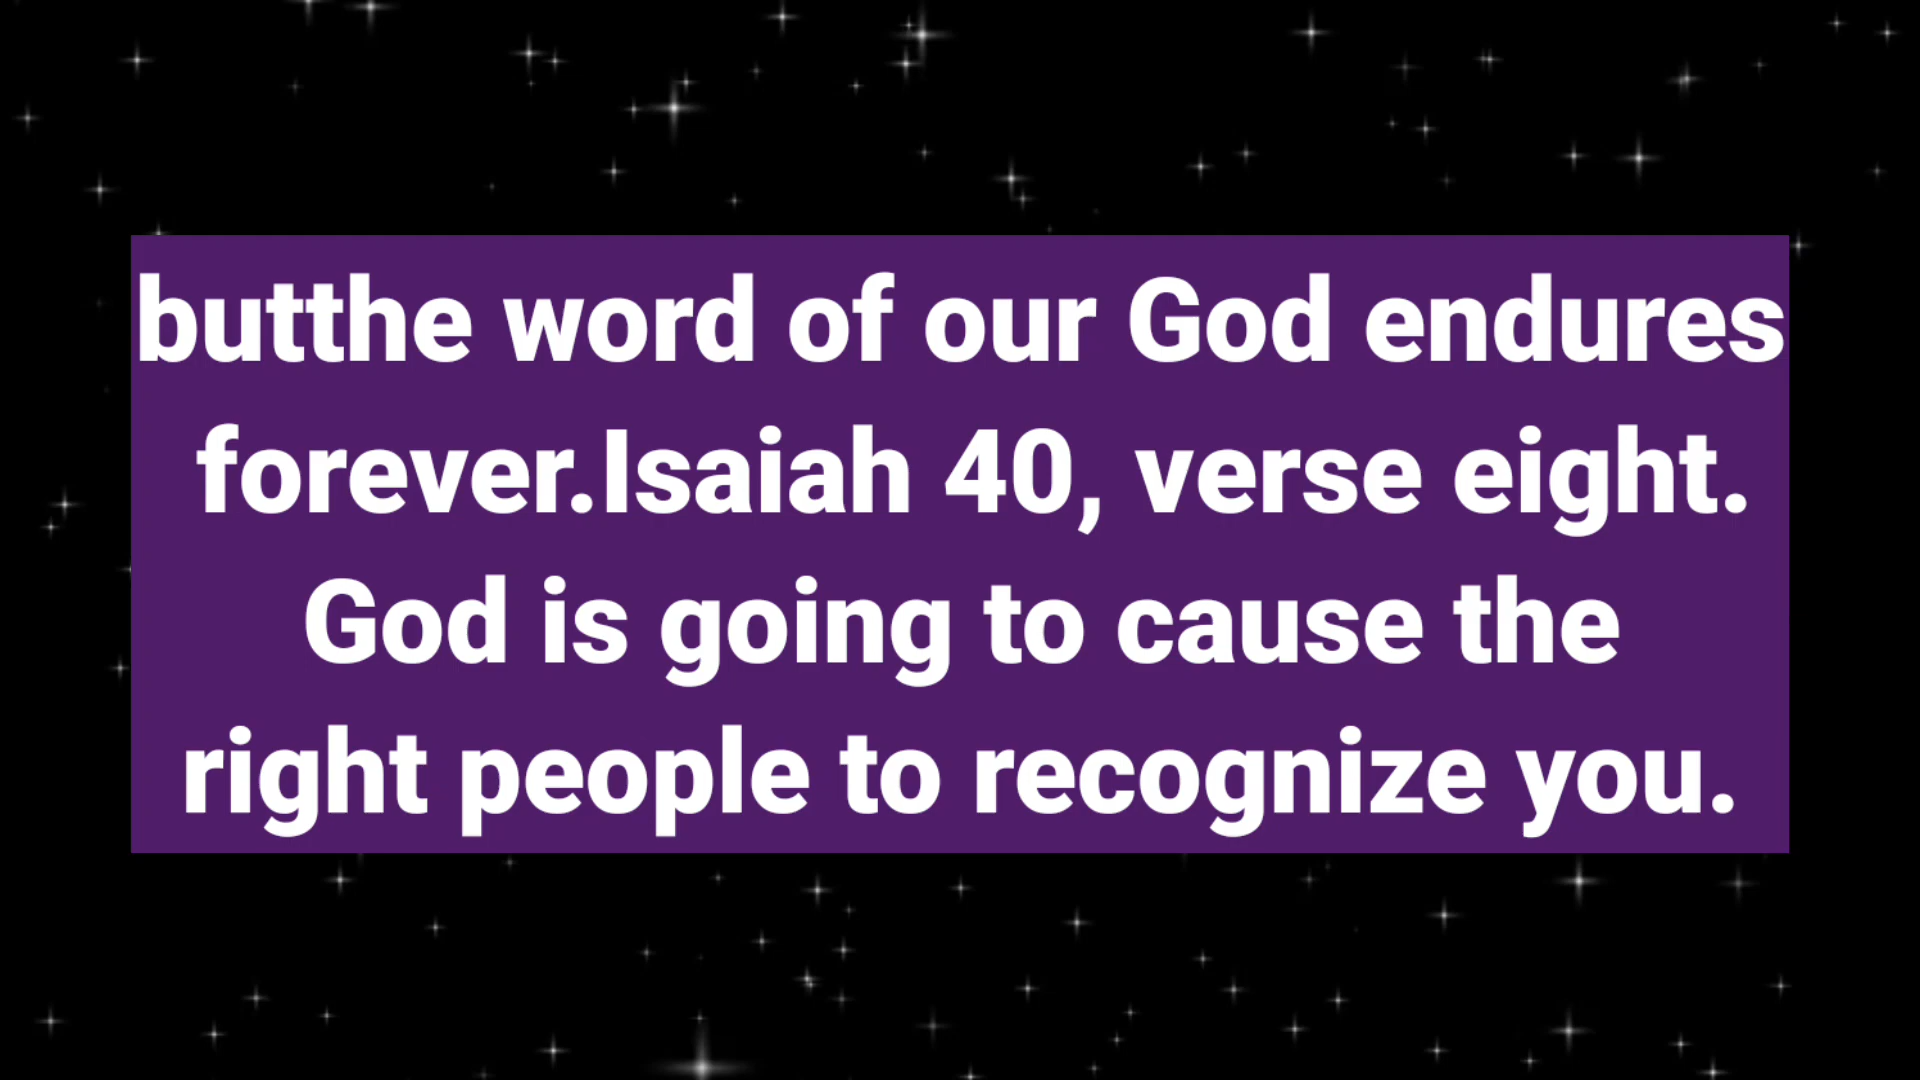 butthe word of our God endures
forever.Isaiah 40, verse eight.
God is going to cause the
right people to recognize you.